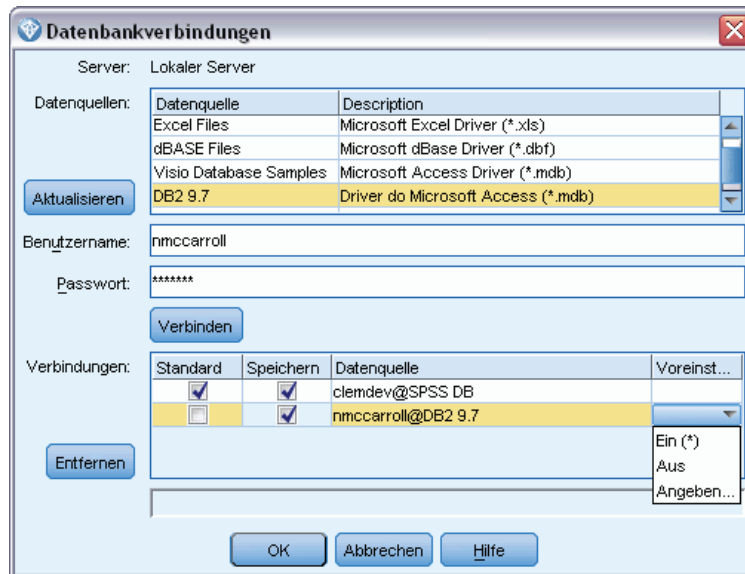 Datenbankverbindungen
Server: Lokaler Server
Datenquellen:
Datenquelle Description
Excel Files Microsoft Excel Driver (*.xls)
dBASE Files Microsoft dBase Driver (*.dbf)
Visio Database Samples Microsoft Access Driver (*.mdb)
DB2 9.7 Driver do Microsoft Access (*.mdb)
Aktualisieren
Benutzername: nmccarroll
Passwort: *******
Verbinden
Verbindungen:
Standard Speichern Datenquelle Voreinst...
clemdev@SPSS DB
nmccarroll@DB2 9.7
Ein (*)
Aus
Angeben...
Entfernen
OK Abbrechen Hilfe